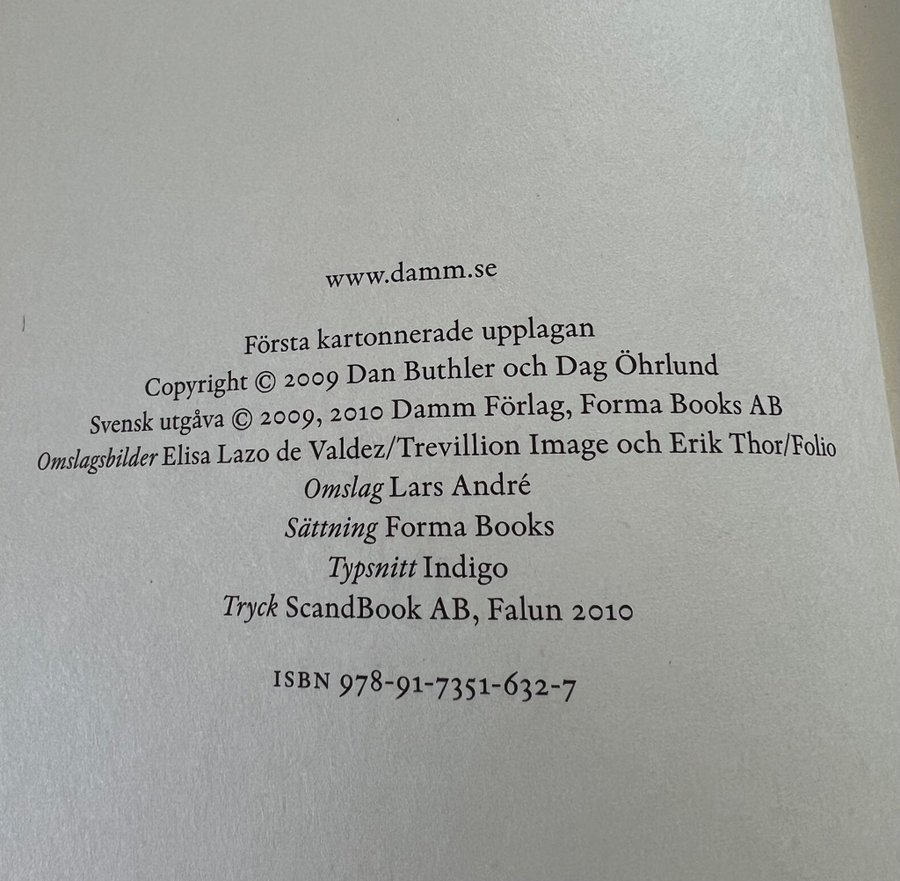 www.damm.se
Första kartonnerade upplagan
Copyright © 2009 Dan Buthler och Dag Öhrlund
Svensk utgåva © 2009, 2010 Damm Förlag, Forma Books AB
Omslagsbilder Elisa Lazo de Valdez/Trevillion Image och Erik Thor/Folio
Omslag Lars André
Sättning Forma Books
Typsnitt Indigo
Tryck ScandBook AB, Falun 2010
ISBN 978-91-7351-632-7